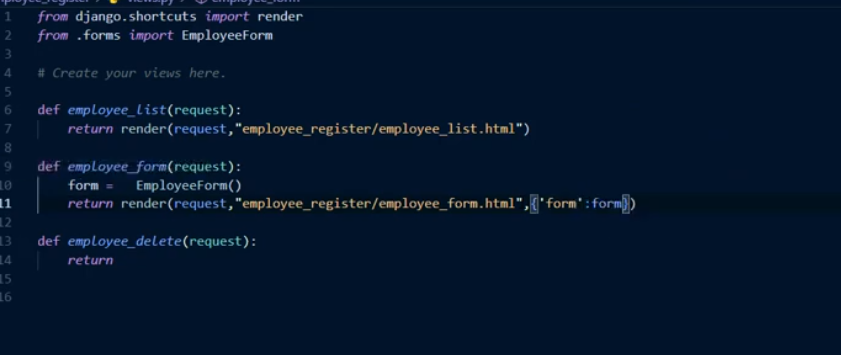 employee_register / views.py / employee_form
1 from django.shortcuts import render
2 from .forms import EmployeeForm
3
4 # Create your views here.
5
6 def employee_list(request):
7 return render(request,"employee_register/employee_list.html")
8
9 def employee_form(request):
10 form =   EmployeeForm()
11 return render(request,"employee_register/employee_form.html",{'form':form})
12
13 def employee_delete(request):
14 return
15
16